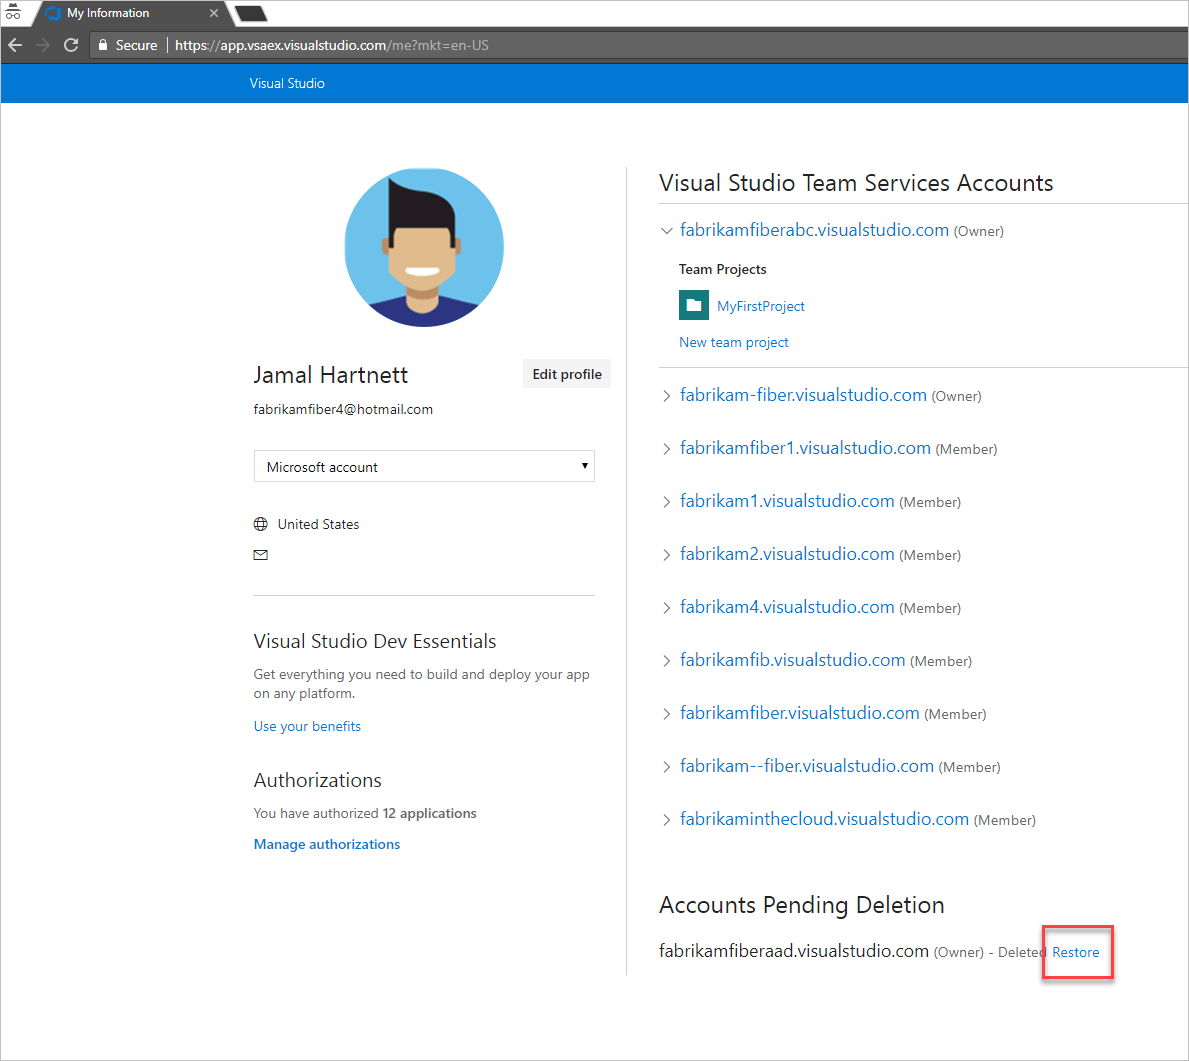 My Information
Secure | https://app.vsaex.visualstudio.com/me?mkt=en-US
Visual Studio
Jamal Hartnett
Edit profile
fabrikamfiber4@hotmail.com
Microsoft account
United States
Visual Studio Dev Essentials
Get everything you need to build and deploy your app
on any platform.
Use your benefits
Authorizations
You have authorized 12 applications
Manage authorizations
Visual Studio Team Services Accounts
fabrikamfiberabc.visualstudio.com (Owner)
Team Projects
MyFirstProject
New team project
fabrikam-fiber.visualstudio.com (Owner)
fabrikamfiber1.visualstudio.com (Member)
fabrikam1.visualstudio.com (Member)
fabrikam2.visualstudio.com (Member)
fabrikam4.visualstudio.com (Member)
fabrikamfib.visualstudio.com (Member)
fabrikamfiber.visualstudio.com (Member)
fabrikam--fiber.visualstudio.com (Member)
fabrikaminthecloud.visualstudio.com (Member)
Accounts Pending Deletion
fabrikamfiberaad.visualstudio.com (Owner) - Deleted Restore